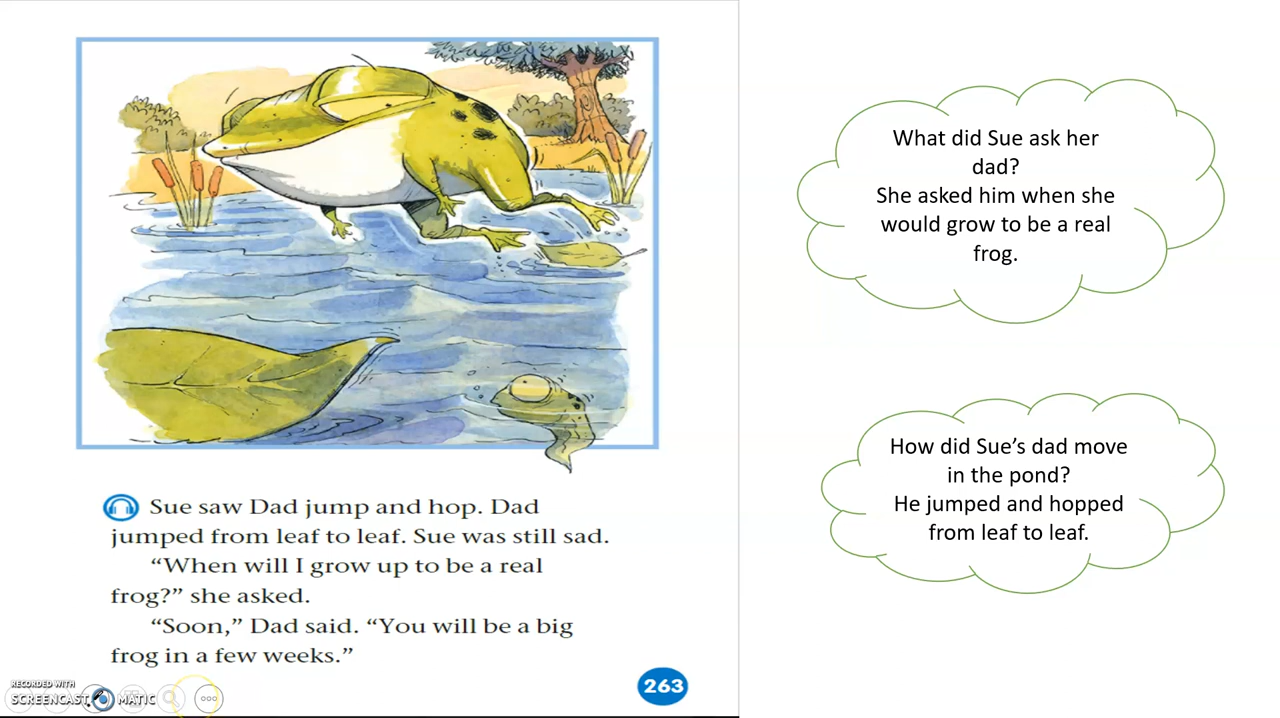 Sue saw Dad jump and hop. Dad
jumped from leaf to leaf. Sue was still sad.
“When will I grow up to be a real
frog?” she asked.
“Soon,” Dad said. “You will be a big
frog in a few weeks.”
263
RECORDED WITH
SCREENCAST MATIC
What did Sue ask her
dad?
She asked him when she
would grow to be a real
frog.
How did Sue’s dad move
in the pond?
He jumped and hopped
from leaf to leaf.